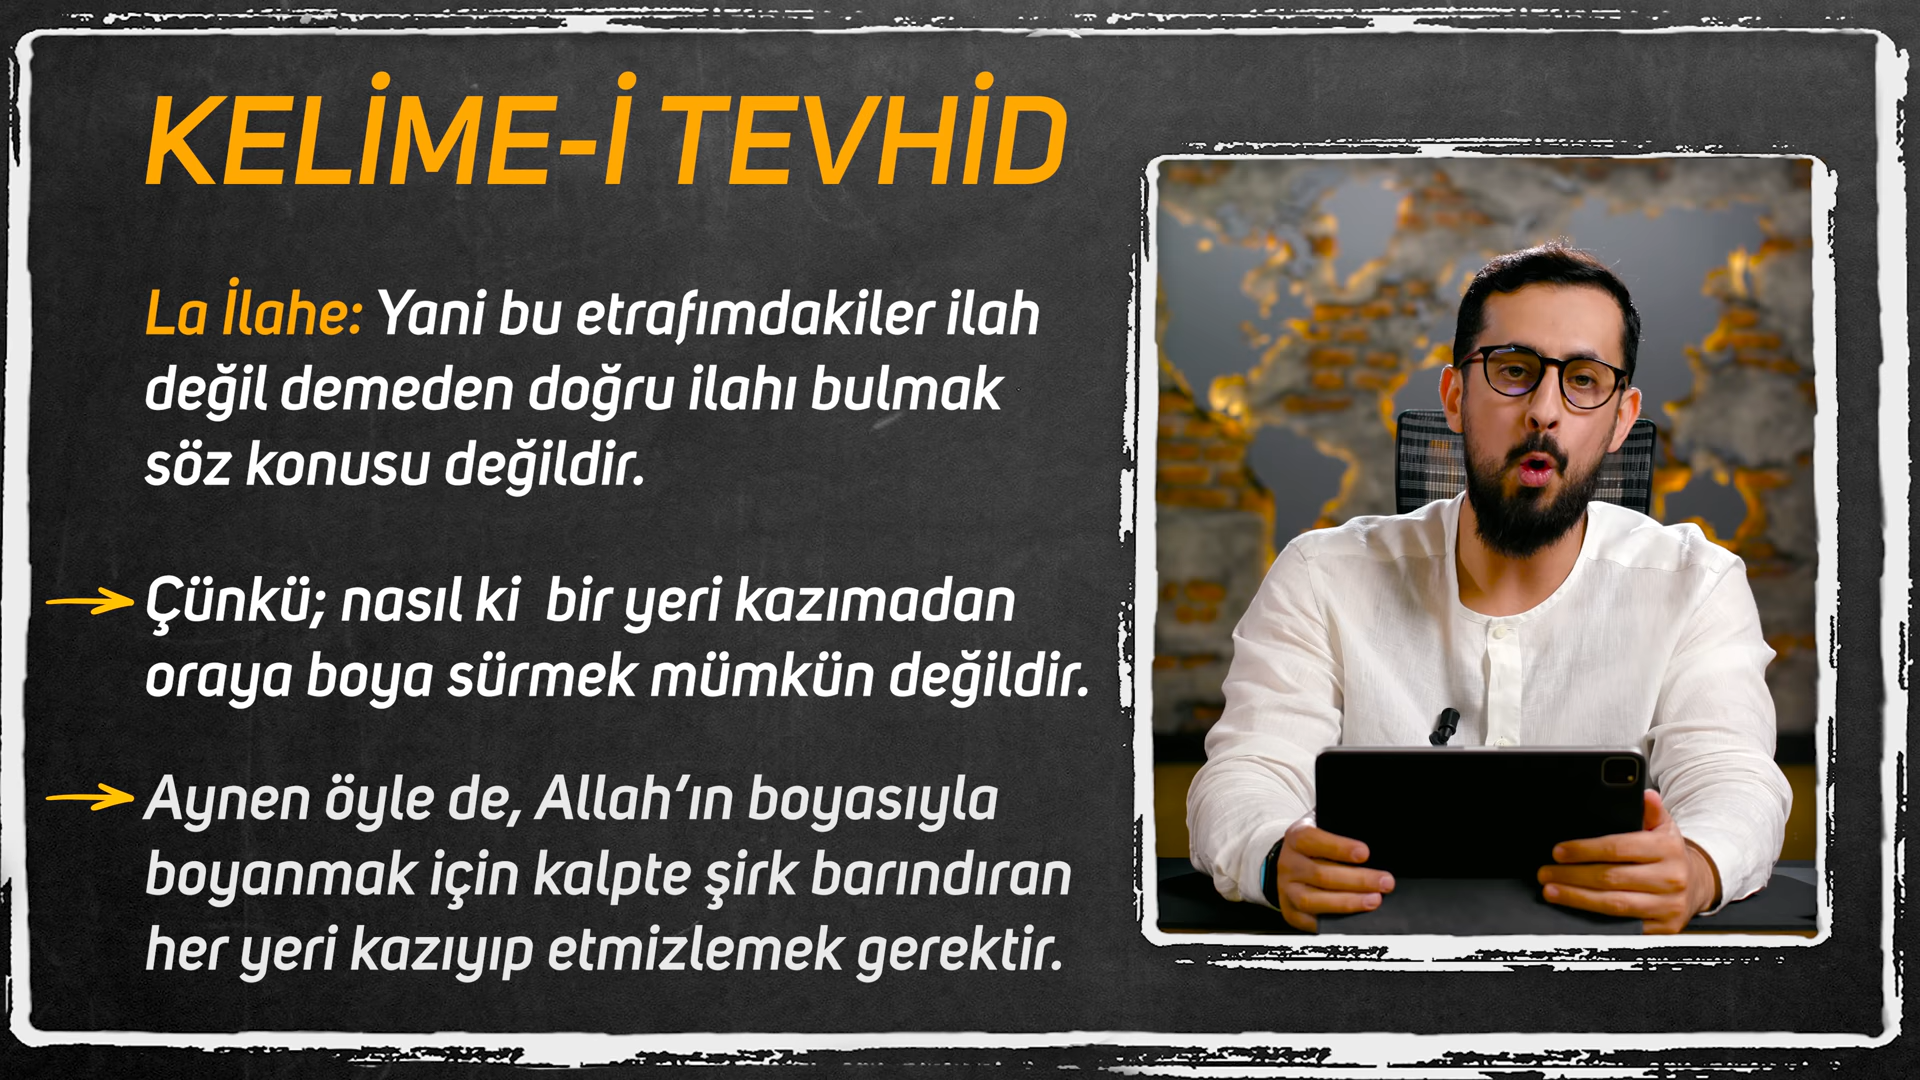 KELİME-İ TEVHİD
La İlahe: Yani bu etrafımdakiler ilah
değil demeden doğru ilahı bulmak
söz konusu değildir.
Çünkü; nasıl ki bir yeri kazımadan
oraya boya sürmek mümkün değildir.
Aynen öyle de, Allah’ın boyasıyla
boyanmak için kalpte şirk barındıran
her yeri kazıyıp etmizlemek gerektir.